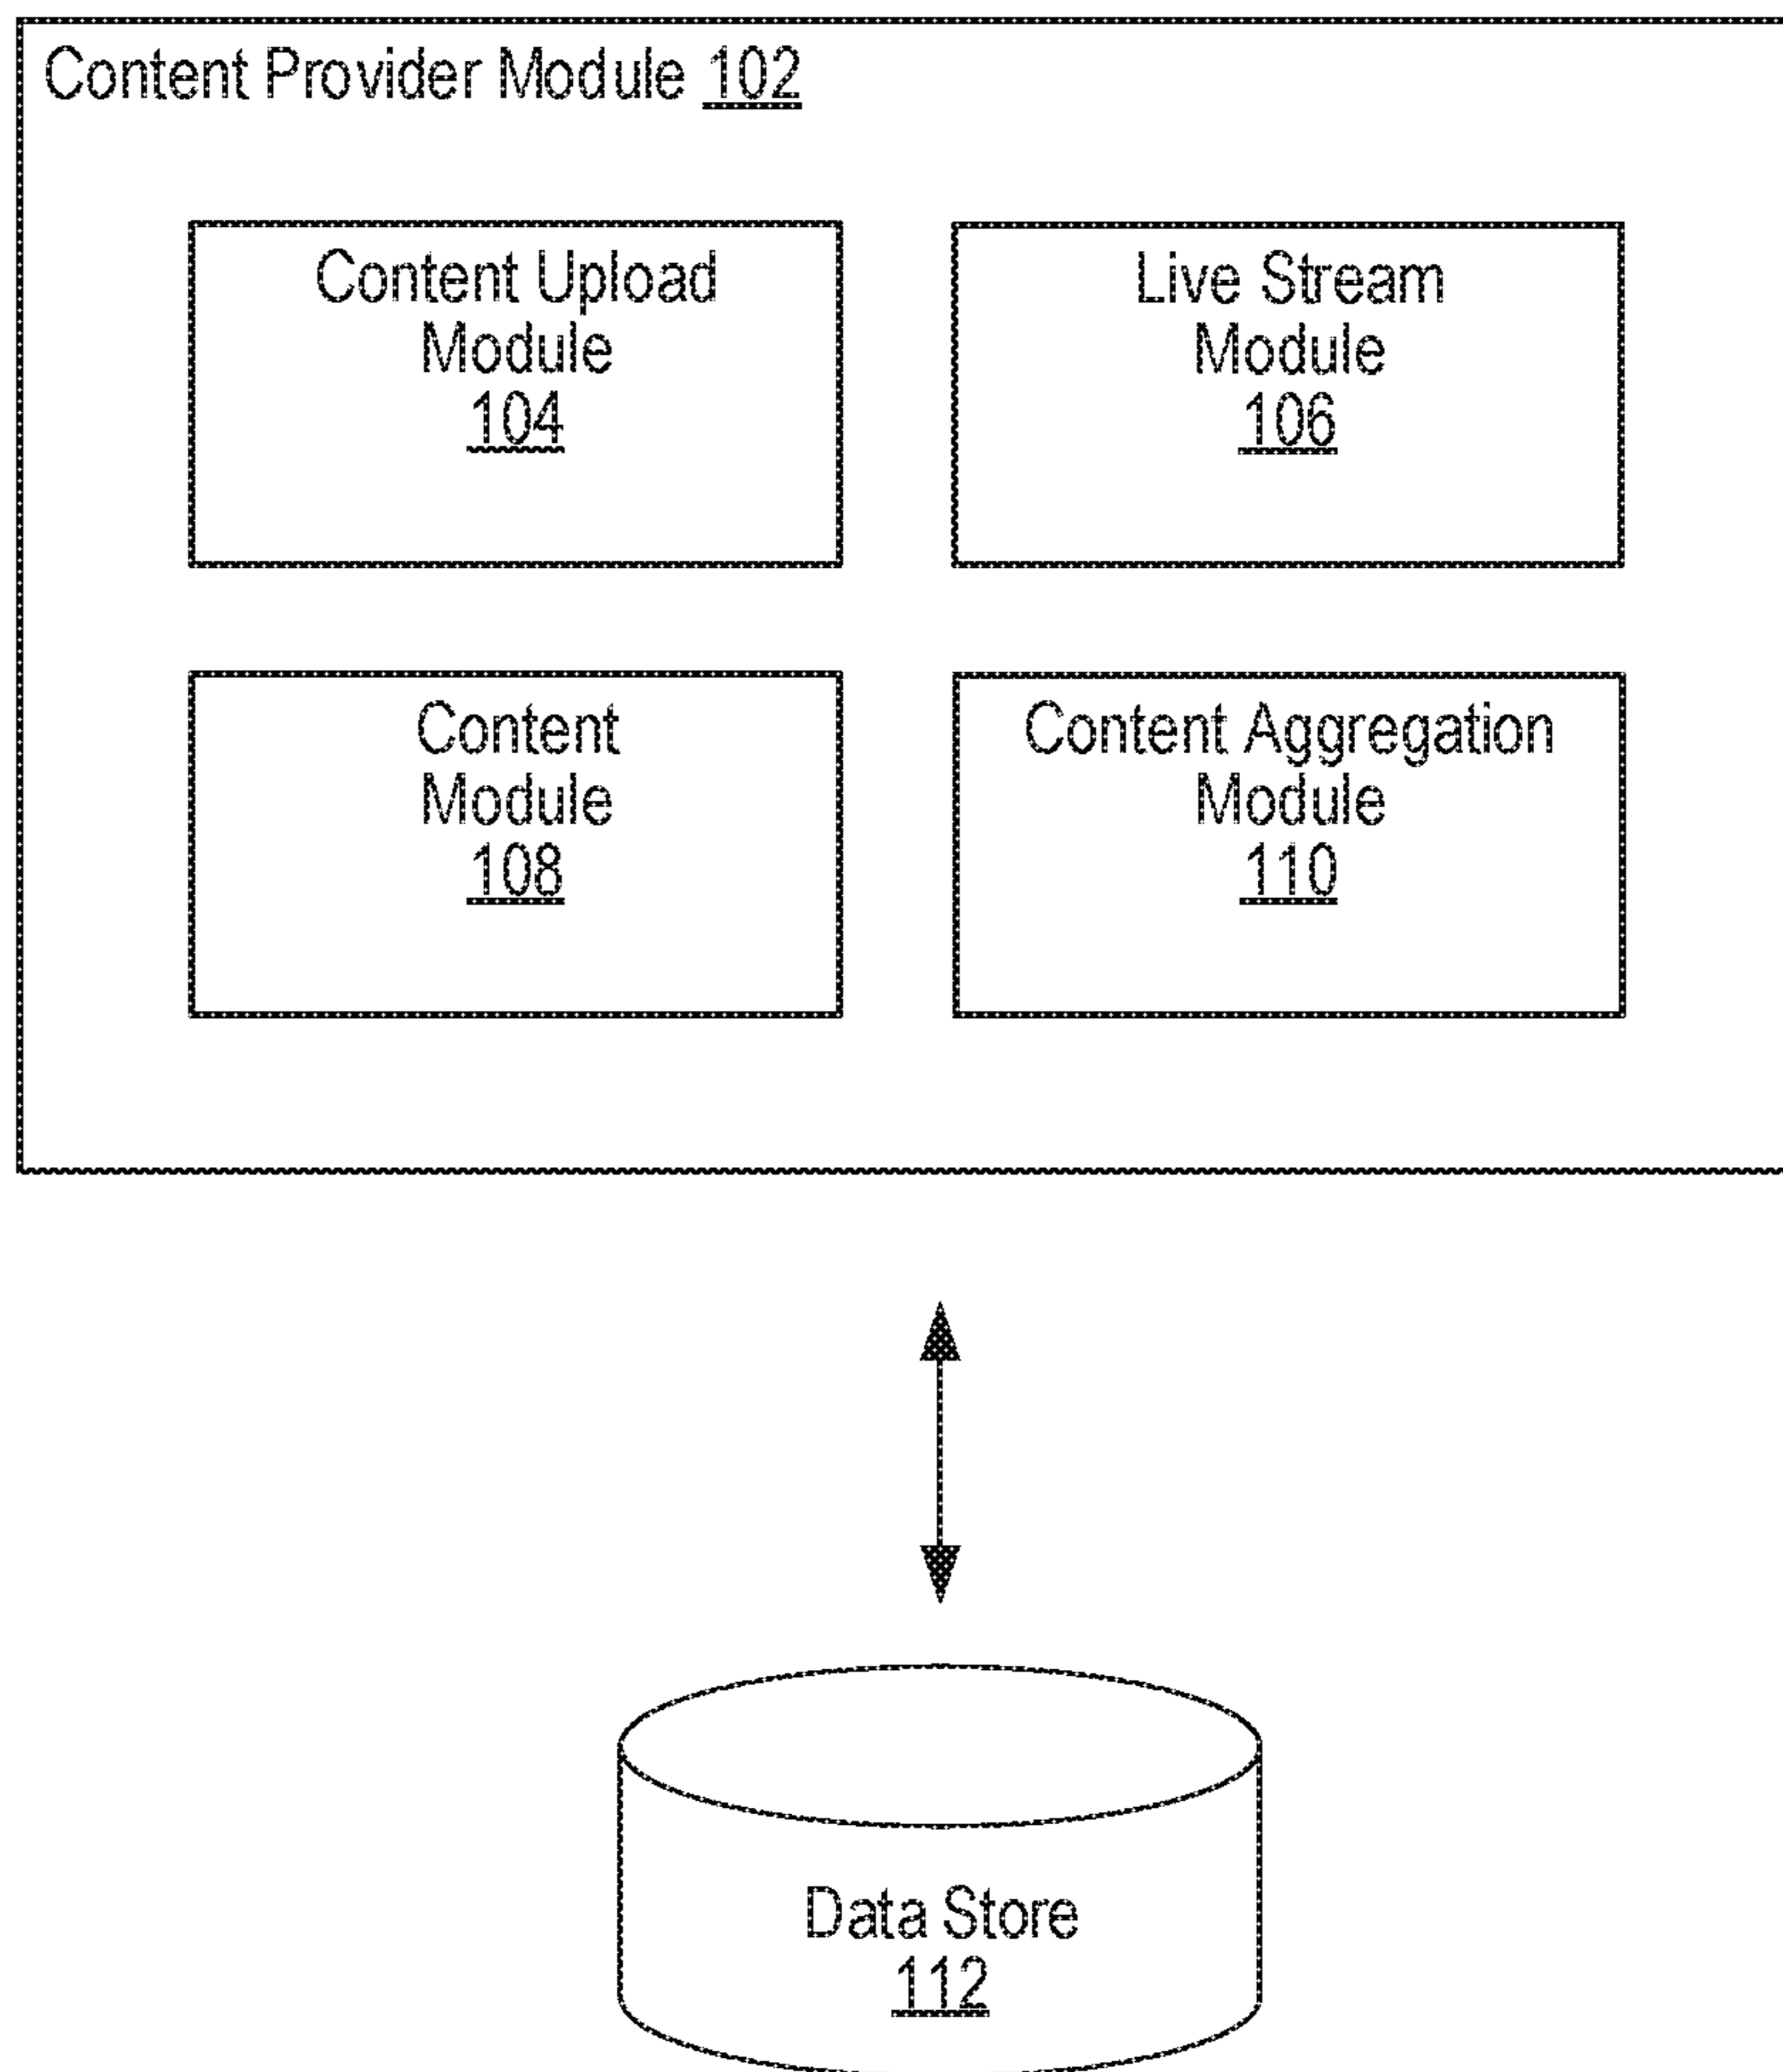 Content Provider Module 102
Content Upload
Module
104
Live Stream
Module
106
Content
Module
108
Content Aggregation
Module
110
Data Store
112